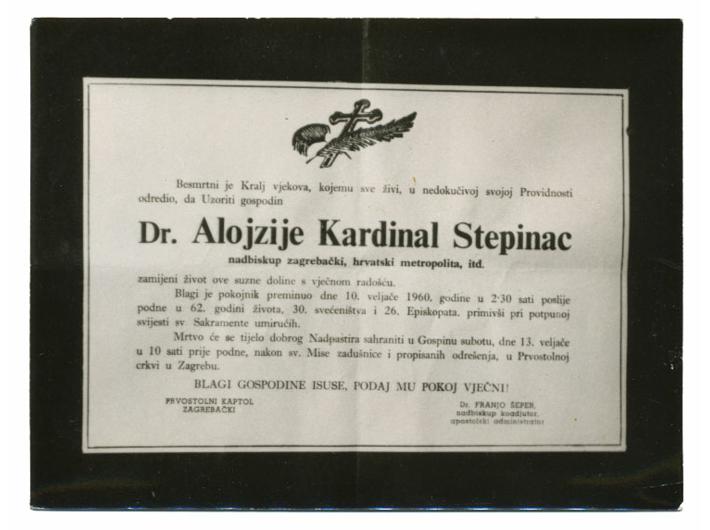 Besmrtni je Kralj vjekova, kojemu sve živi, u nedokučivoj svojoj Providnosti
odredio, da Uzoriti gospodin
Dr. Alojzije Kardinal Stepinac
nadbiskup zagrebački, hrvatski metropolita, itd.
zamijeni život ove suzne doline s vječnom radošću.
Blagi je pokojnik preminuo dne 10. veljače 1960, godine u 2·30 sati poslije
podne u 62. godini života, 30. svećeništva i 26. Episkopata. primivši pri potpunoj
svijesti sv. Sakramente umirućih.
Mrtvo će se tijelo dobrog Nadpastira sahraniti u Gospinu subotu, dne 13. veljače
u 10 sati prije podne, nakon sv. Mise zadušnice i propisanih odrešenja, u Prvostolnoj
crkvi u Zagrebu.
BLAGI GOSPODINE ISUSE, PODAJ MU POKOJ VJEČNI!
PRVOSTOLNI KAPTOL
ZAGREBAČKI
Dr. FRANJO ŠEPER,
nadbiskup koadjutor,
apostolski administrator